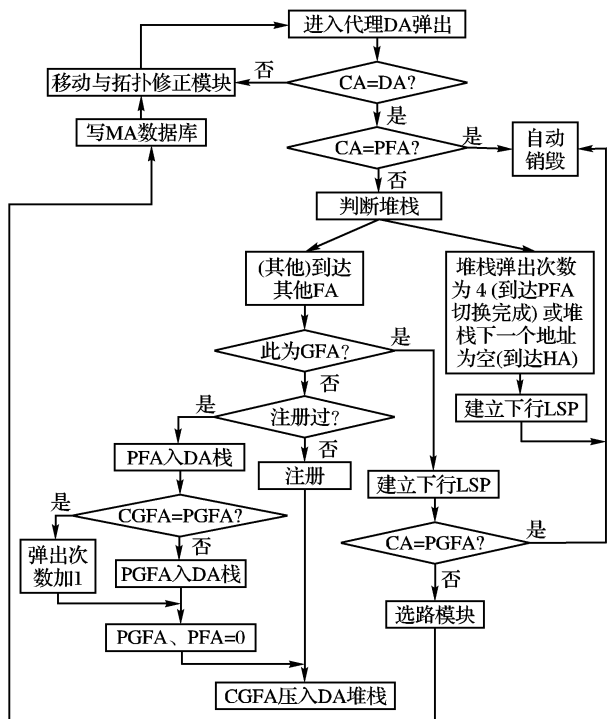 进入代理DA弹出
否
移动与拓扑修正模块
CA=DA?
是
写MA数据库
CA=PFA?
是
自动
销毁
否
判断堆栈
(其他)到达
其他FA
堆栈弹出次数
为 4 (到达PFA
切换完成) 或堆
栈下一个地址
为空(到达HA)
此为GFA?
是
否
建立下行LSP
是
注册过?
否
PFA入DA栈
注册
建立下行LSP
是
CGFA=PGFA?
CA=PGFA?
是
弹出次
数加1
否
PGFA入DA栈
否
选路模块
PGFA、PFA=0
CGFA压入DA堆栈